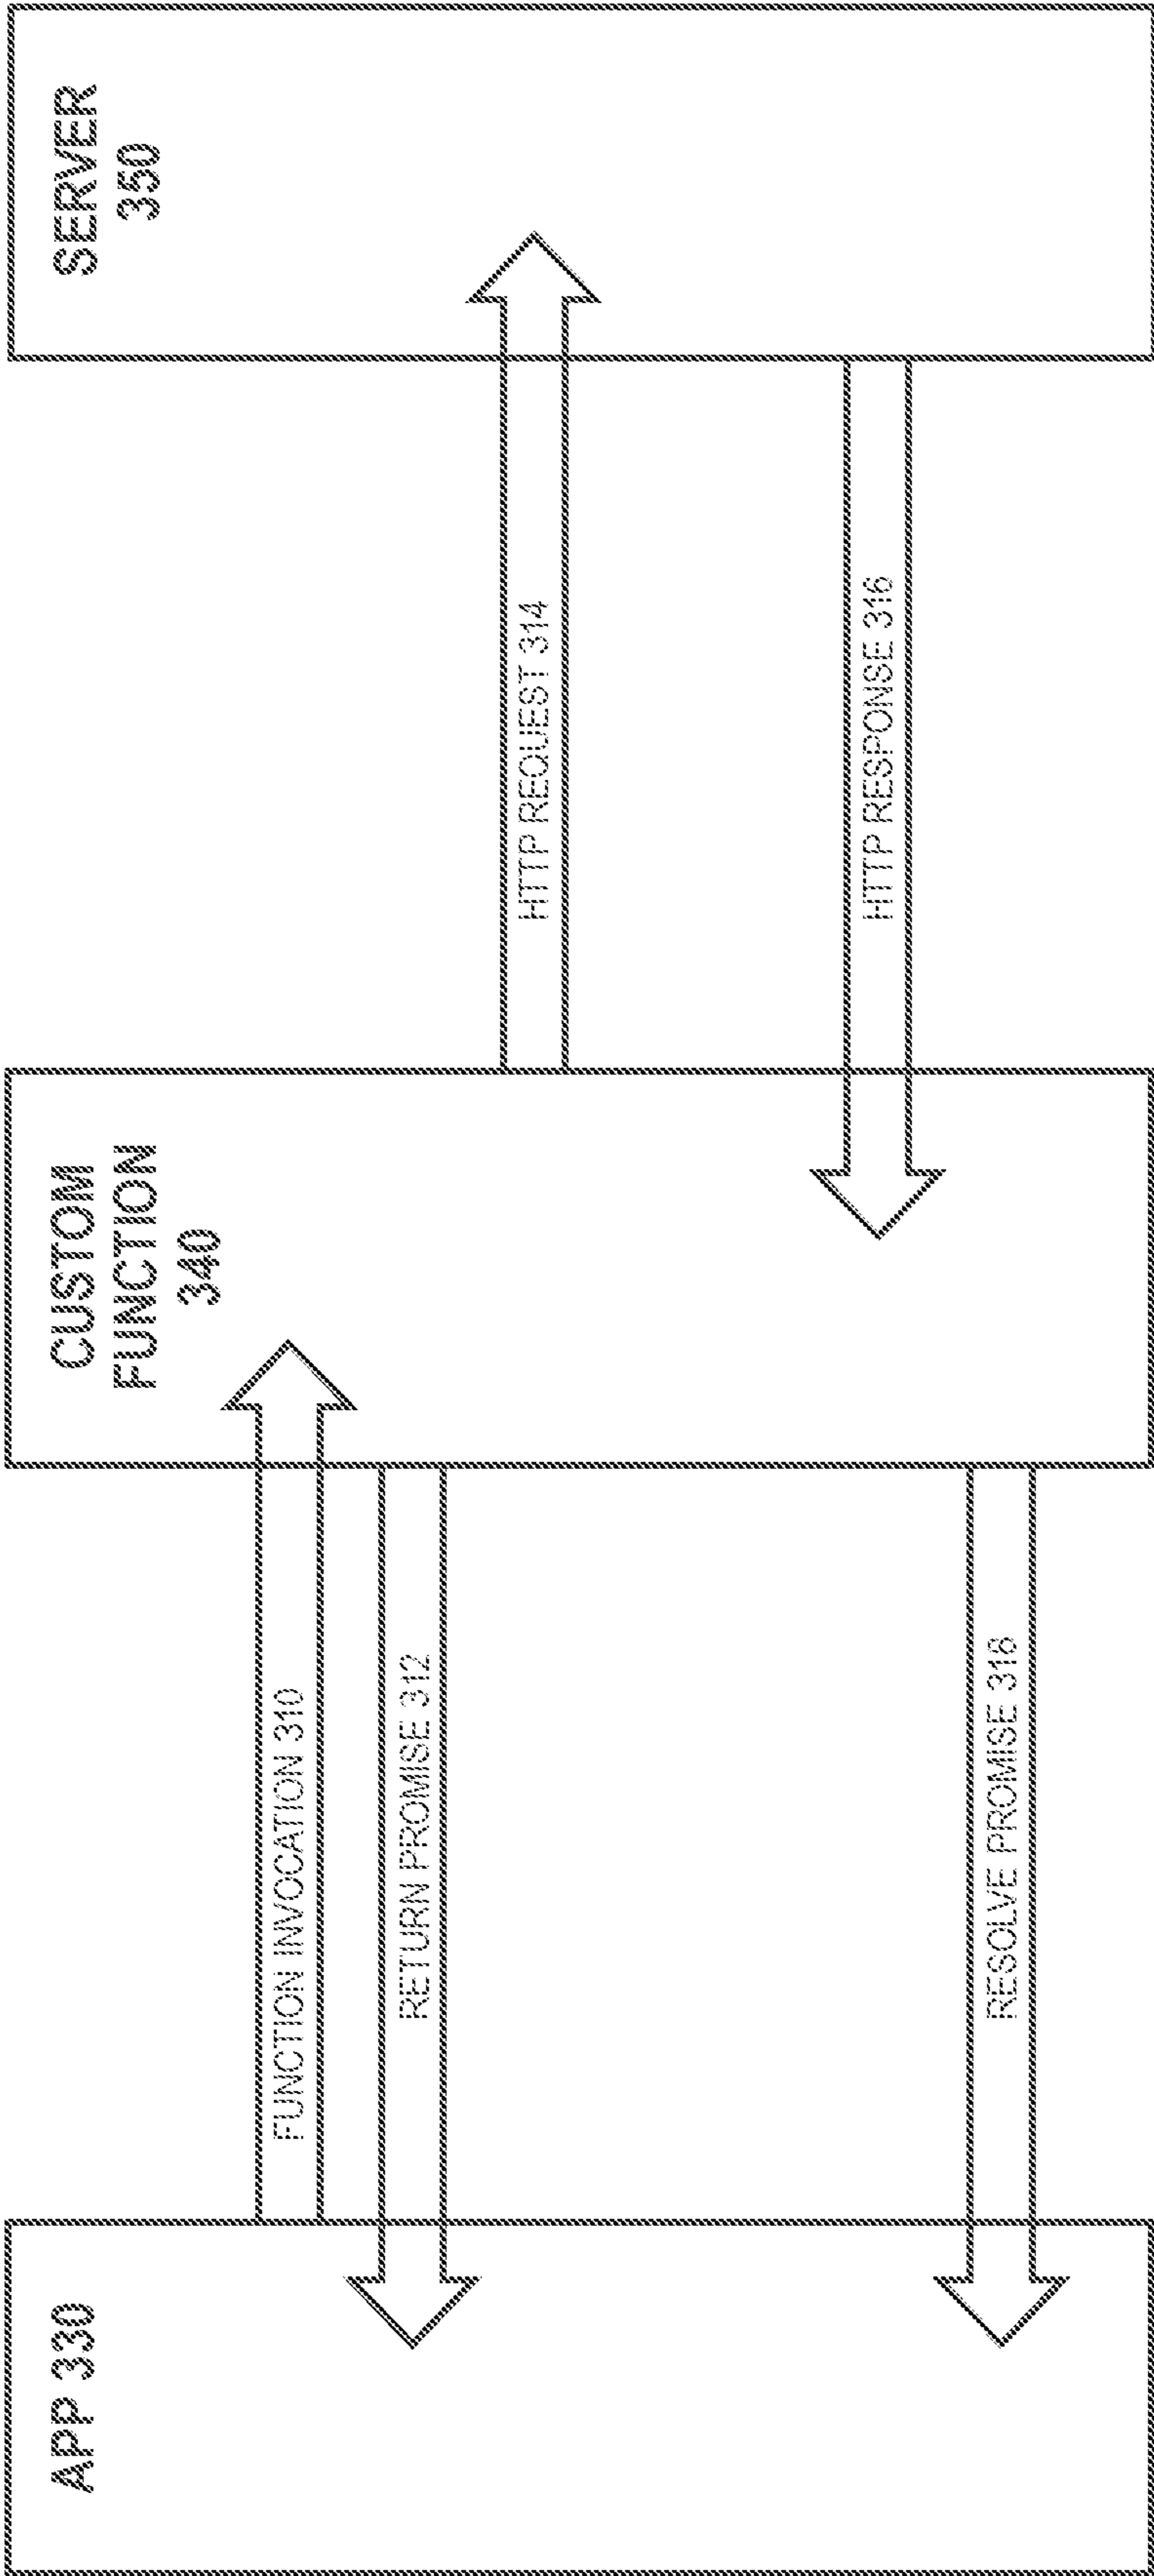 APP 330
CUSTOM
FUNCTION
340
SERVER
350
FUNCTION INVOCATION 310
RETURN PROMISE 312
HTTP REQUEST 314
HTTP RESPONSE 316
RESOLVE PROMISE 318